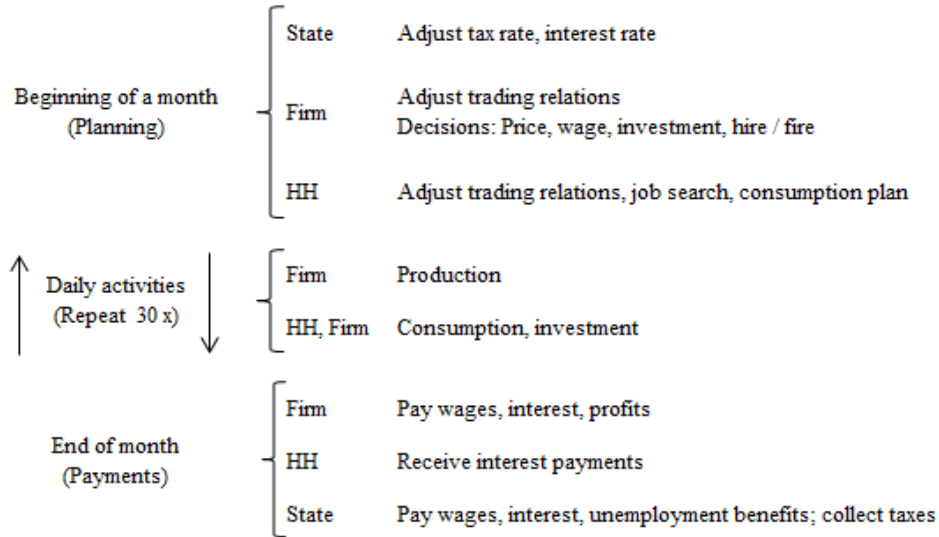 State Adjust tax rate, interest rate
Beginning of a month
(Planning)
Firm Adjust trading relations
Decisions: Price, wage, investment, hire / fire
HH Adjust trading relations, job search, consumption plan
Daily activities
(Repeat 30 x)
Firm Production
HH, Firm Consumption, investment
End of month
(Payments)
Firm Pay wages, interest, profits
HH Receive interest payments
State Pay wages, interest, unemployment benefits; collect taxes